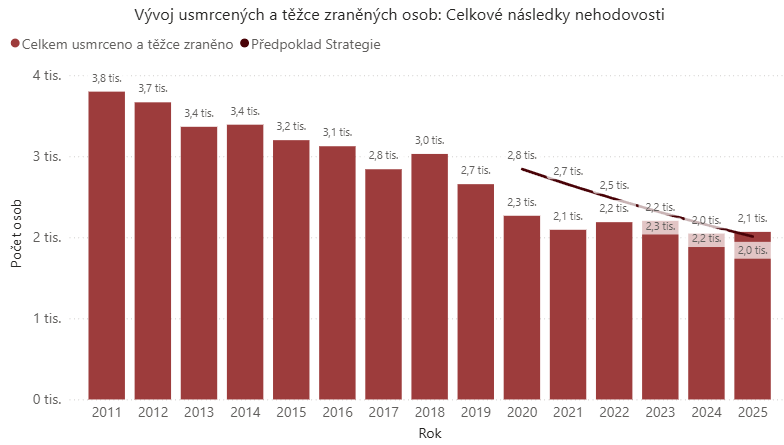 Vývoj usmrcených a těžce zraněných osob: Celkové následky nehodovosti
Celkem usmrceno a těžce zraněno Předpoklad Strategie
4 tis.
3 tis.
2 tis.
1 tis.
0 tis.
Počet osob
3,8 tis.
3,7 tis.
3,4 tis.
3,4 tis.
3,2 tis.
3,1 tis.
2,8 tis.
3,0 tis.
2,7 tis.
2,3 tis.
2,1 tis.
2,2 tis.
2,2 tis.
2,0 tis.
2,1 tis.
2,8 tis.
2,7 tis.
2,5 tis.
2,3 tis.
2,2 tis.
2,0 tis.
2011 2012 2013 2014 2015 2016 2017 2018 2019 2020 2021 2022 2023 2024 2025
Rok